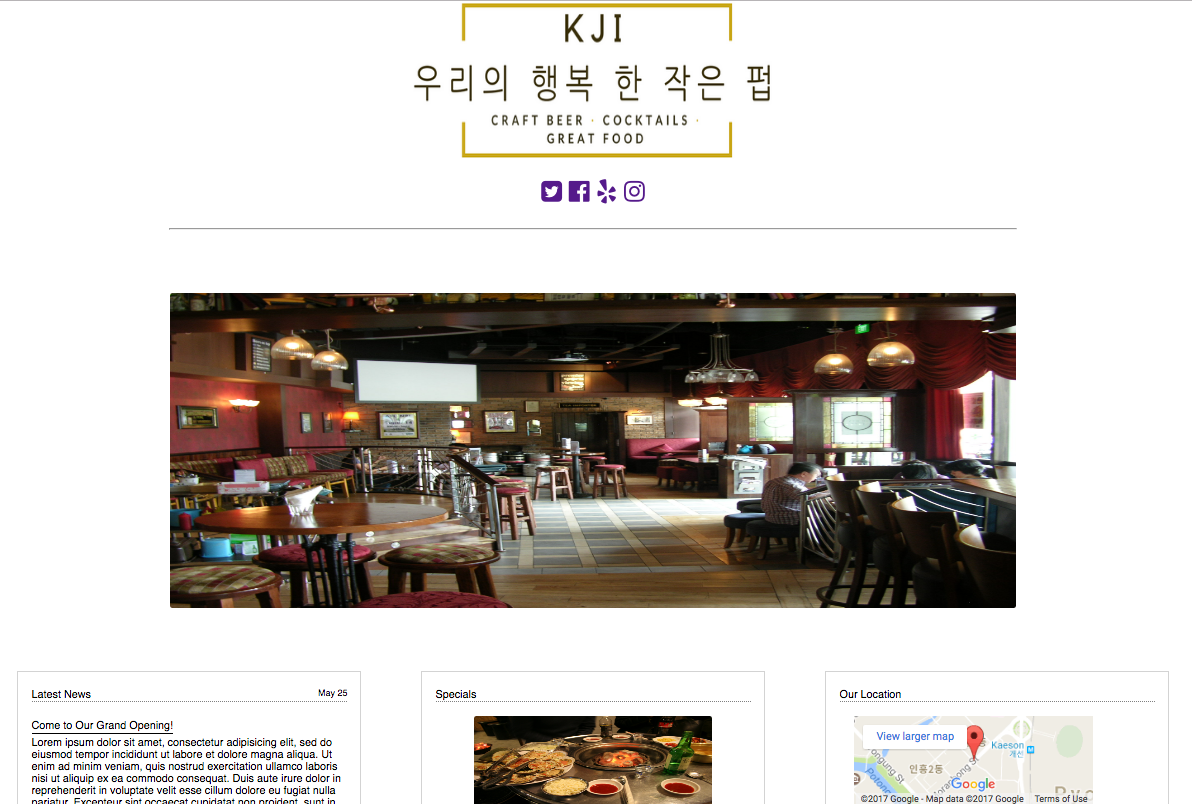 KJI
우리의 행복 한 작은 펍
CRAFT BEER · COCKTAILS ·
GREAT FOOD
Latest News
May 25
Come to Our Grand Opening!
Lorem ipsum dolor sit amet, consectetur adipisicing elit, sed do
eiusmod tempor incididunt ut labore et dolore magna aliqua. Ut
enim ad minim veniam, quis nostrud exercitation ullamco laboris
nisi ut aliquip ex ea commodo consequat. Duis aute irure dolor in
reprehenderit in voluptate velit esse cillum dolore eu fugiat nulla
pariatur. Excepteur sint occaecat cupidatat non proident, sunt in
Specials
Our Location
View larger map
Kaeson
개선
인흥2동
Google
©2017 Google - Map data ©2017 Google
Terms of Use